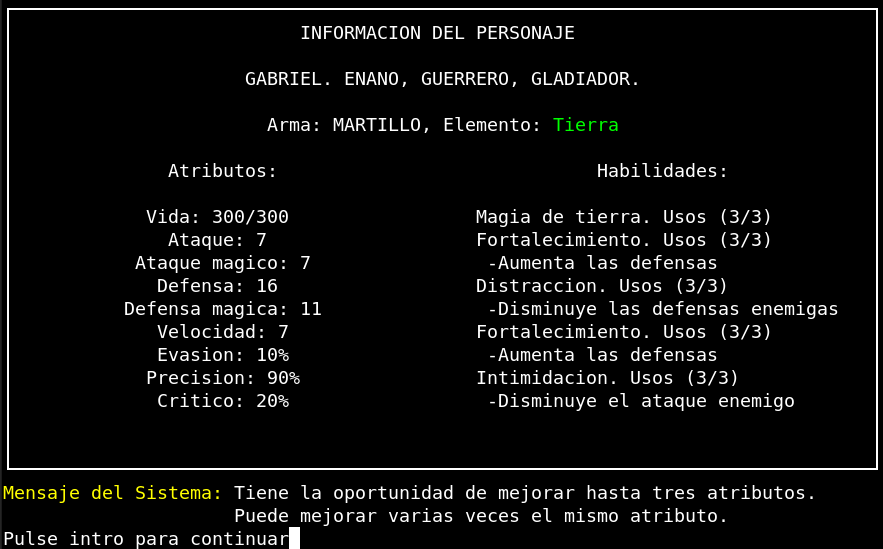 INFORMACION DEL PERSONAJE
GABRIEL. ENANO, GUERRERO, GLADIADOR.
Arma: MARTILLO, Elemento: Tierra
Atributos:
Vida: 300/300
Ataque: 7
Ataque magico: 7
Defensa: 16
Defensa magica: 11
Velocidad: 7
Evasion: 10%
Precision: 90%
Critico: 20%
Habilidades:
Magia de tierra. Usos (3/3)
Fortalecimiento. Usos (3/3)
-Aumenta las defensas
Distraccion. Usos (3/3)
-Disminuye las defensas enemigas
Fortalecimiento. Usos (3/3)
-Aumenta las defensas
Intimidacion. Usos (3/3)
-Disminuye el ataque enemigo
Mensaje del Sistema: Tiene la oportunidad de mejorar hasta tres atributos.
Puede mejorar varias veces el mismo atributo.
Pulse intro para continuar